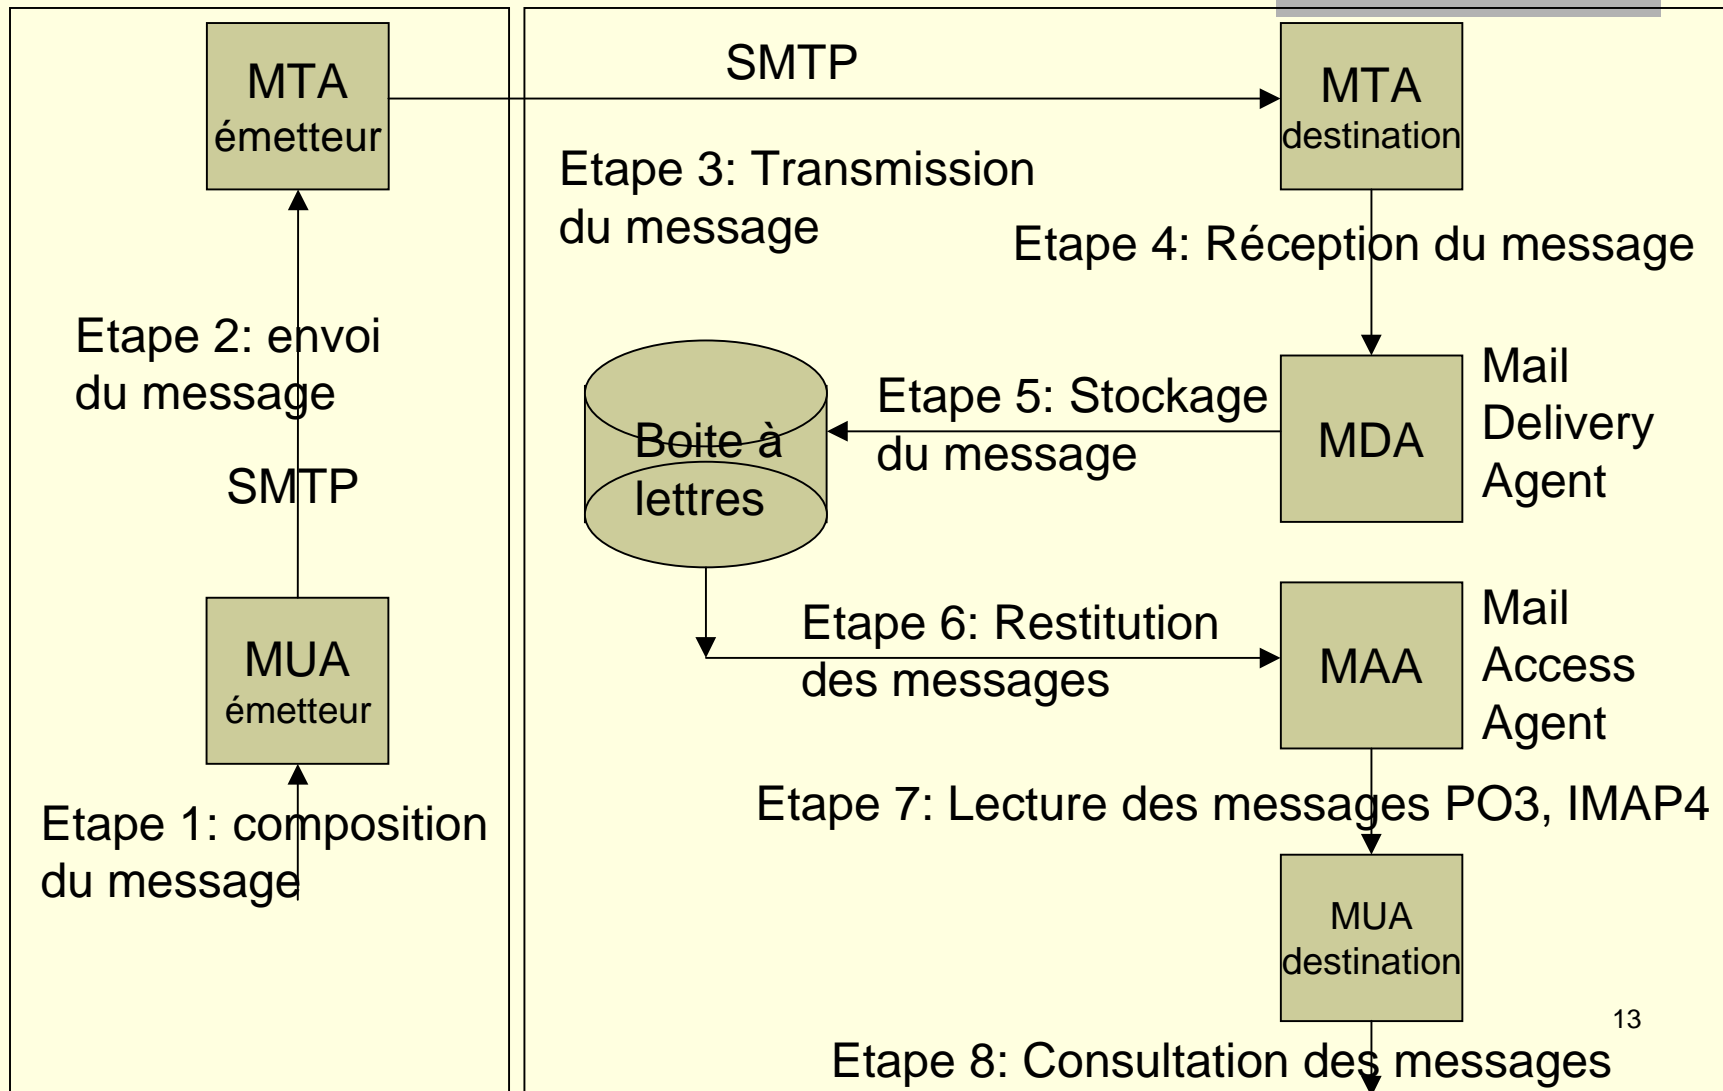 MTA
émetteur
SMTP
MTA
destination
Etape 3: Transmission
du message
Etape 4: Réception du message
Etape 2: envoi
du message
SMTP
Boite à
lettres
Etape 5: Stockage
du message
MDA
Mail
Delivery
Agent
MUA
émetteur
Etape 6: Restitution
des messages
MAA
Mail
Access
Agent
Etape 1: composition
du message
Etape 7: Lecture des messages PO3, IMAP4
MUA
destination
13
Etape 8: Consultation des messages